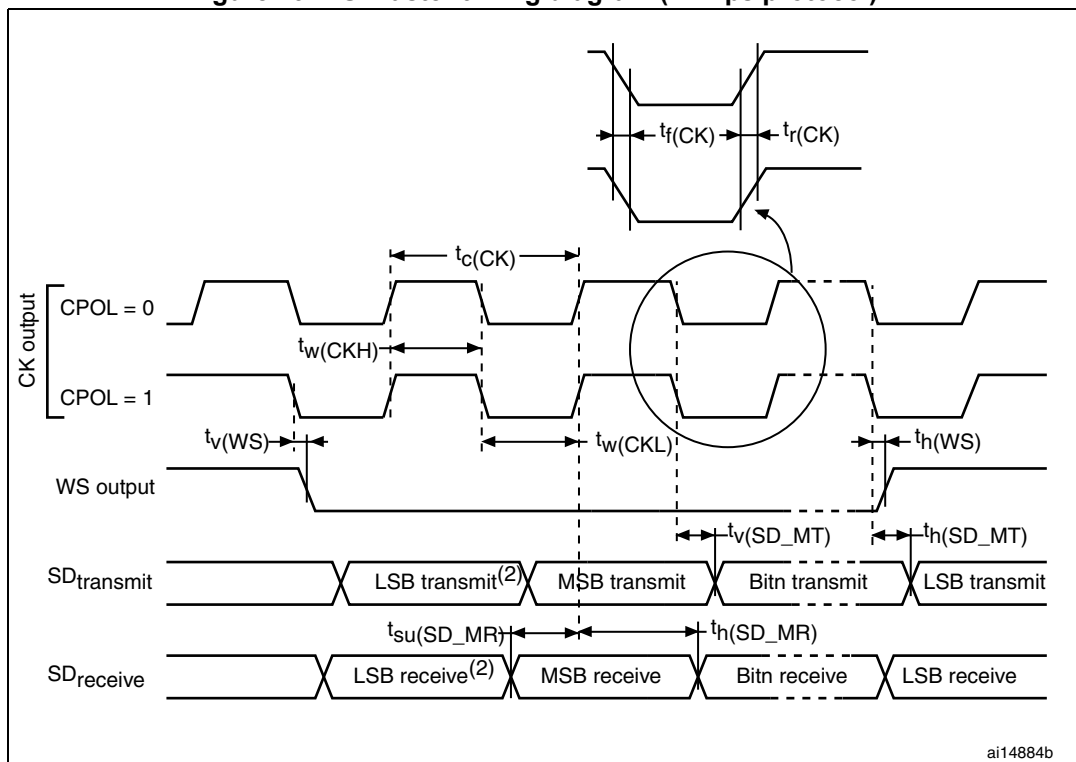 tf(CK)
tr(CK)
tc(CK)
CK output
CPOL = 0
tw(CKH)
CPOL = 1
tv(WS)
tw(CKL)
th(WS)
WS output
tv(SD_MT)
th(SD_MT)
SDtransmit
LSB transmit(2)
MSB transmit
Bitn transmit
LSB transmit
tsu(SD_MR)
th(SD_MR)
SDreceive
LSB receive(2)
MSB receive
Bitn receive
LSB receive
ai14884b